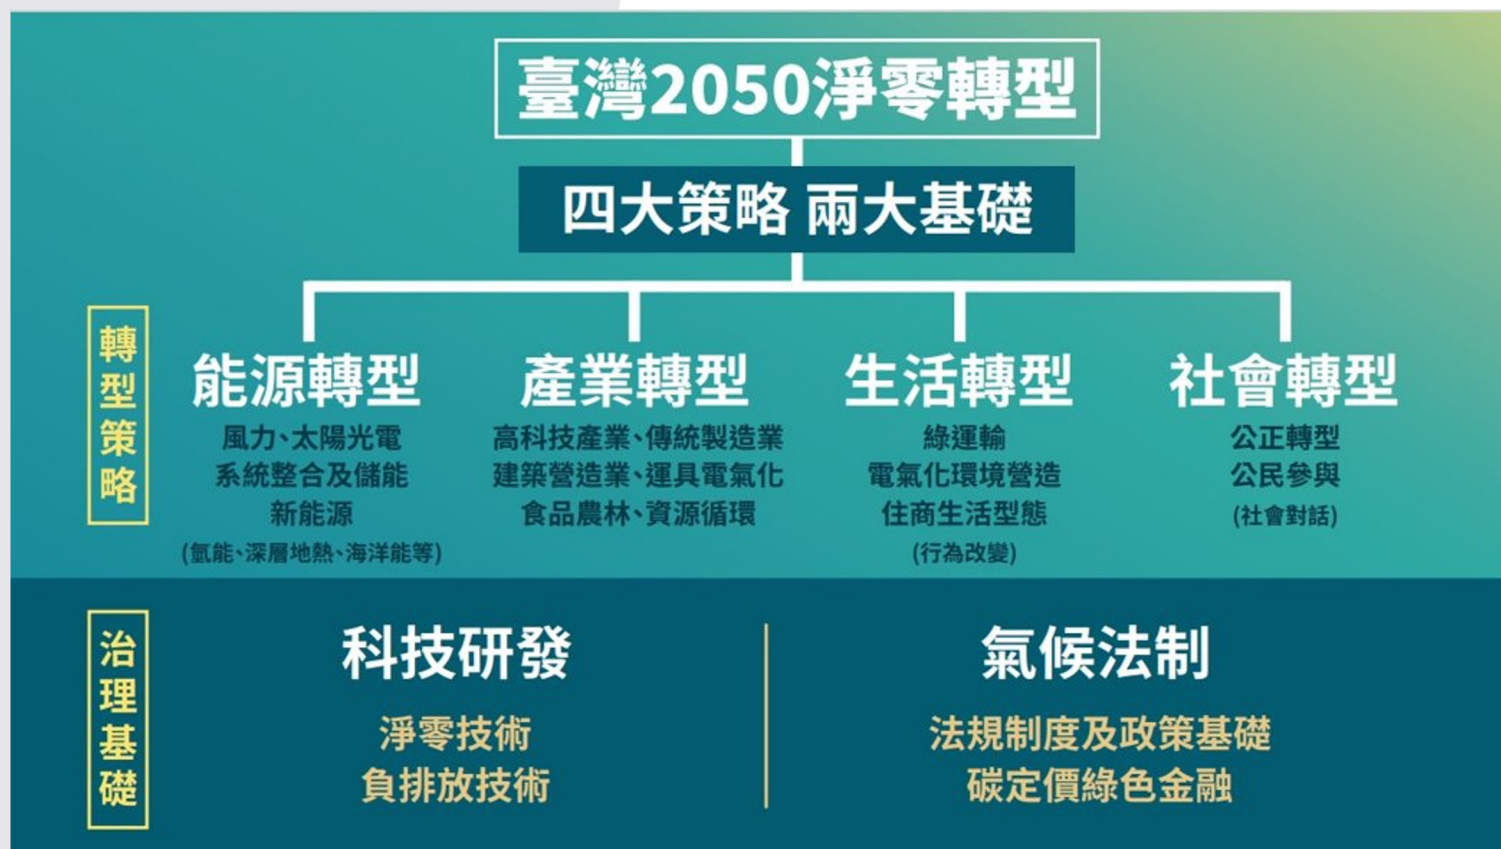 臺灣2050淨零轉型
四大策略 兩大基礎
轉型策略
能源轉型
風力、太陽光電
系統整合及儲能
新能源
(氫能、深層地熱、海洋能等)
產業轉型
高科技產業、傳統製造業
建築營造業、運具電氣化
食品農林、資源循環
生活轉型
綠運輸
電氣化環境營造
住商生活型態
(行為改變)
社會轉型
公正轉型
公民參與
(社會對話)
治理基礎
科技研發
淨零技術
負排放技術
氣候法制
法規制度及政策基礎
碳定價綠色金融